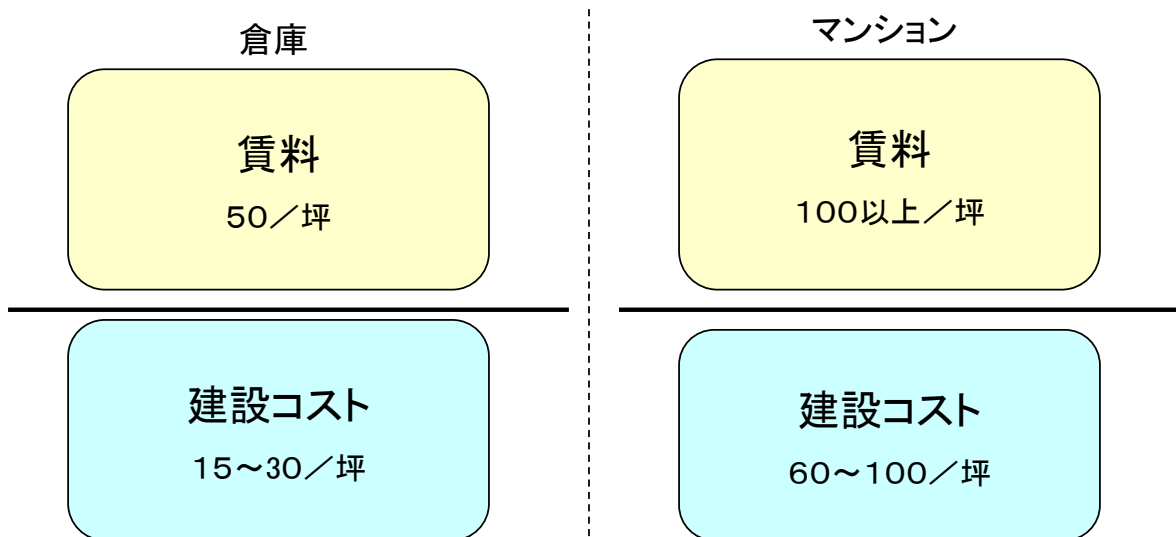 倉庫
賃料
50／坪
建設コスト
15～30／坪
マンション
賃料
100以上／坪
建設コスト
60～100／坪